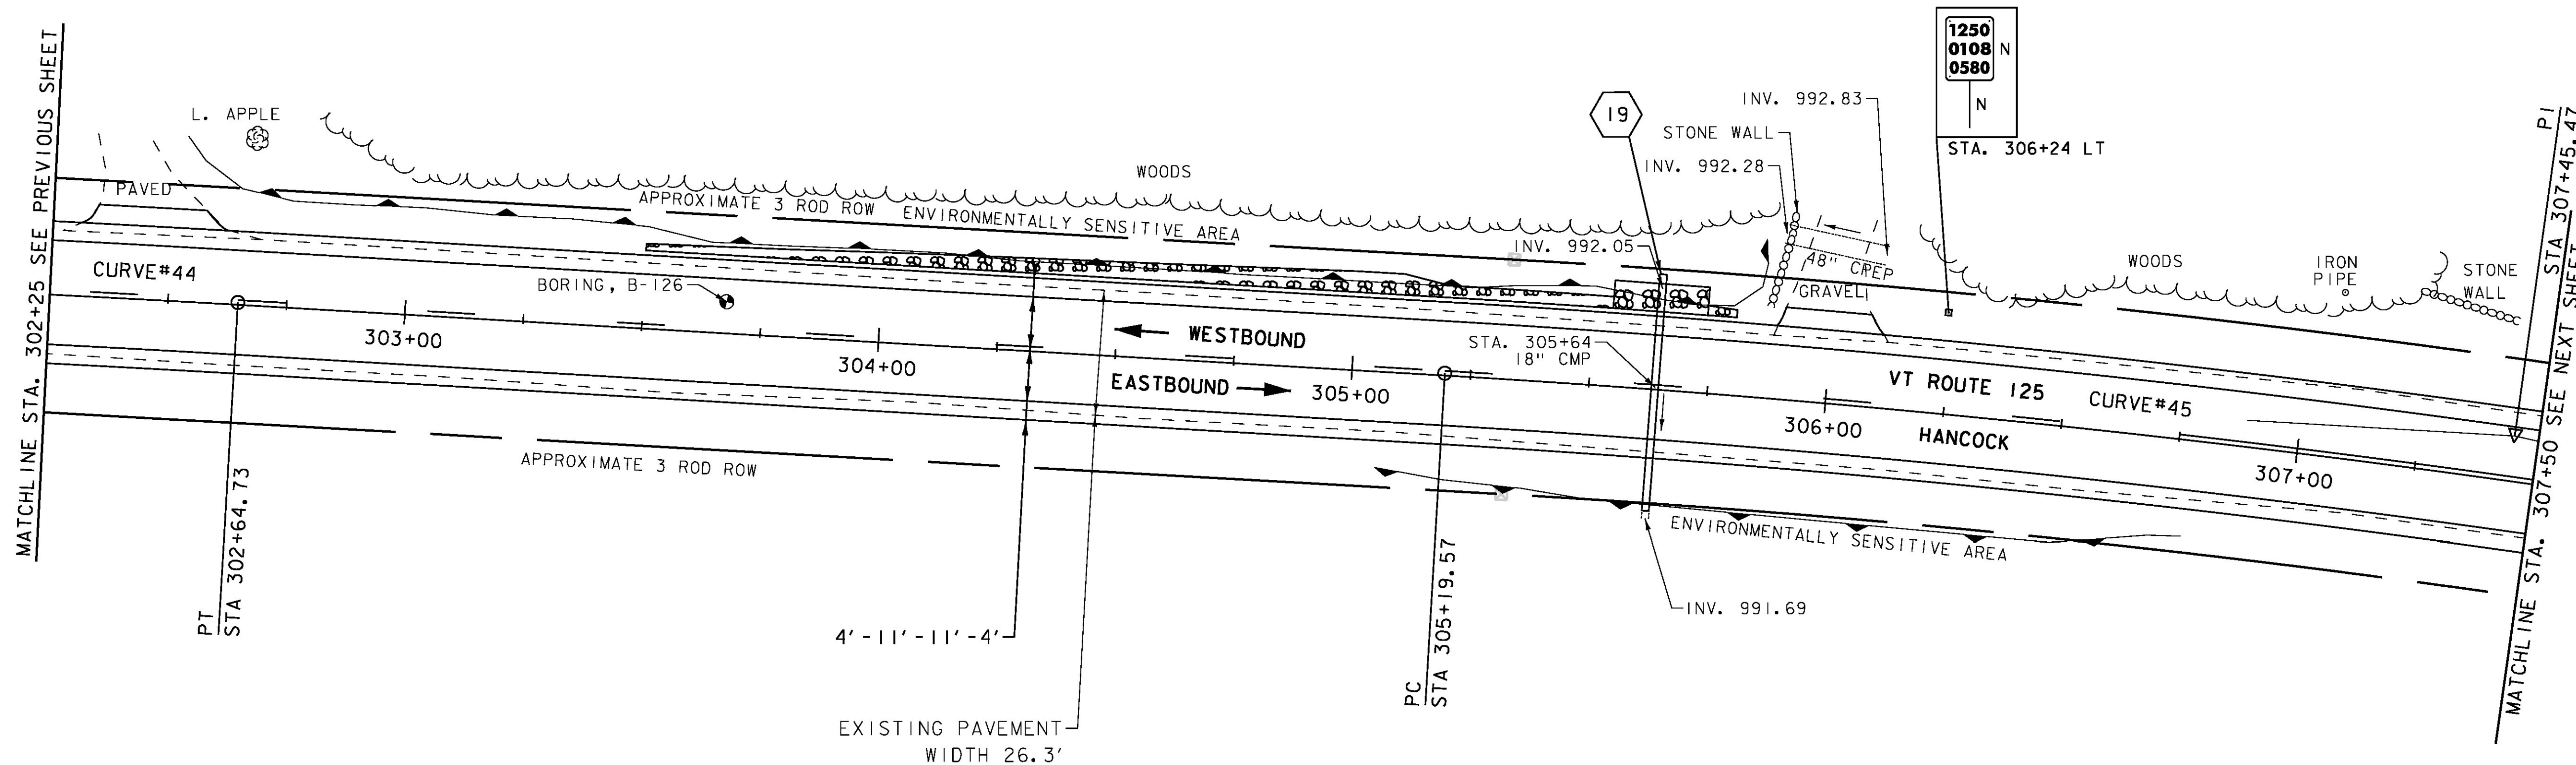 MATCHLINE STA. 302+25 SEE PREVIOUS SHEET
L. APPLE
PAVED
CURVE#44
PT
STA 302+64.73
303+00
BORING, B-126
304+00
WOODS
APPROXIMATE 3 ROD ROW
ENVIRONMENTALLY SENSITIVE AREA
WESTBOUND
EASTBOUND
305+00
APPROXIMATE 3 ROD ROW
4'-11'-11'-4'
EXISTING PAVEMENT
WIDTH 26.3'
PC
STA 305+19.57
19
INV. 992.83
STONE WALL
INV. 992.28
INV. 992.05
48" CREP
GRAVEL
STA. 305+64
18" CMP
1250
0108
0580
N
N
STA. 306+24 LT
WOODS
IRON
PIPE
STONE
WALL
VT ROUTE 125
CURVE#45
306+00
HANCOCK
307+00
ENVIRONMENTALLY SENSITIVE AREA
INV. 991.69
PI
STA 307+45.47
MATCHLINE STA. 307+50 SEE NEXT SHEET